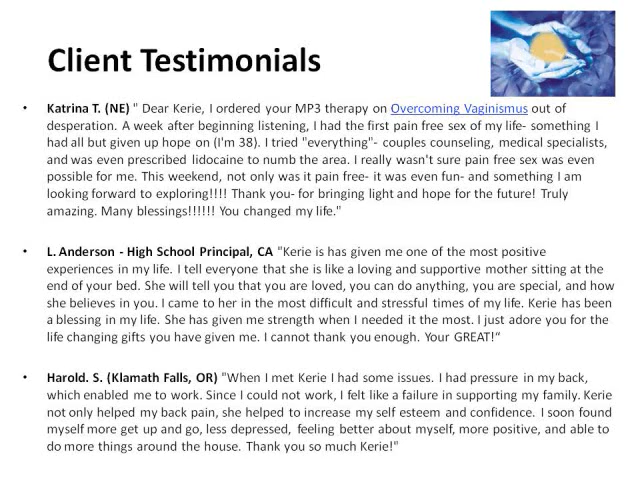 Client Testimonials
• Katrina T. (NE) " Dear Kerie, I ordered your MP3 therapy on Overcoming Vaginismus out of
desperation. A week after beginning listening, I had the first pain free sex of my life- something I
had all but given up hope on (I'm 38). I tried "everything"- couples counseling, medical specialists,
and was even prescribed lidocaine to numb the area. I really wasn't sure pain free sex was even
possible for me. This weekend, not only was it pain free- it was even fun- and something I am
looking forward to exploring!!!! Thank you- for bringing light and hope for the future! Truly
amazing. Many blessings!!!!!! You changed my life."
• L. Anderson - High School Principal, CA "Kerie is has given me one of the most positive
experiences in my life. I tell everyone that she is like a loving and supportive mother sitting at the
end of your bed. She will tell you that you are loved, you can do anything, you are special, and how
she believes in you. I came to her in the most difficult and stressful times of my life. Kerie has been
a blessing in my life. She has given me strength when I needed it the most. I just adore you for the
life changing gifts you have given me. I cannot thank you enough. Your GREAT!“
• Harold. S. (Klamath Falls, OR) "When I met Kerie I had some issues. I had pressure in my back,
which enabled me to work. Since I could not work, I felt like a failure in supporting my family. Kerie
not only helped my back pain, she helped to increase my self esteem and confidence. I soon found
myself more get up and go, less depressed, feeling better about myself, more positive, and able to
do more things around the house. Thank you so much Kerie!"